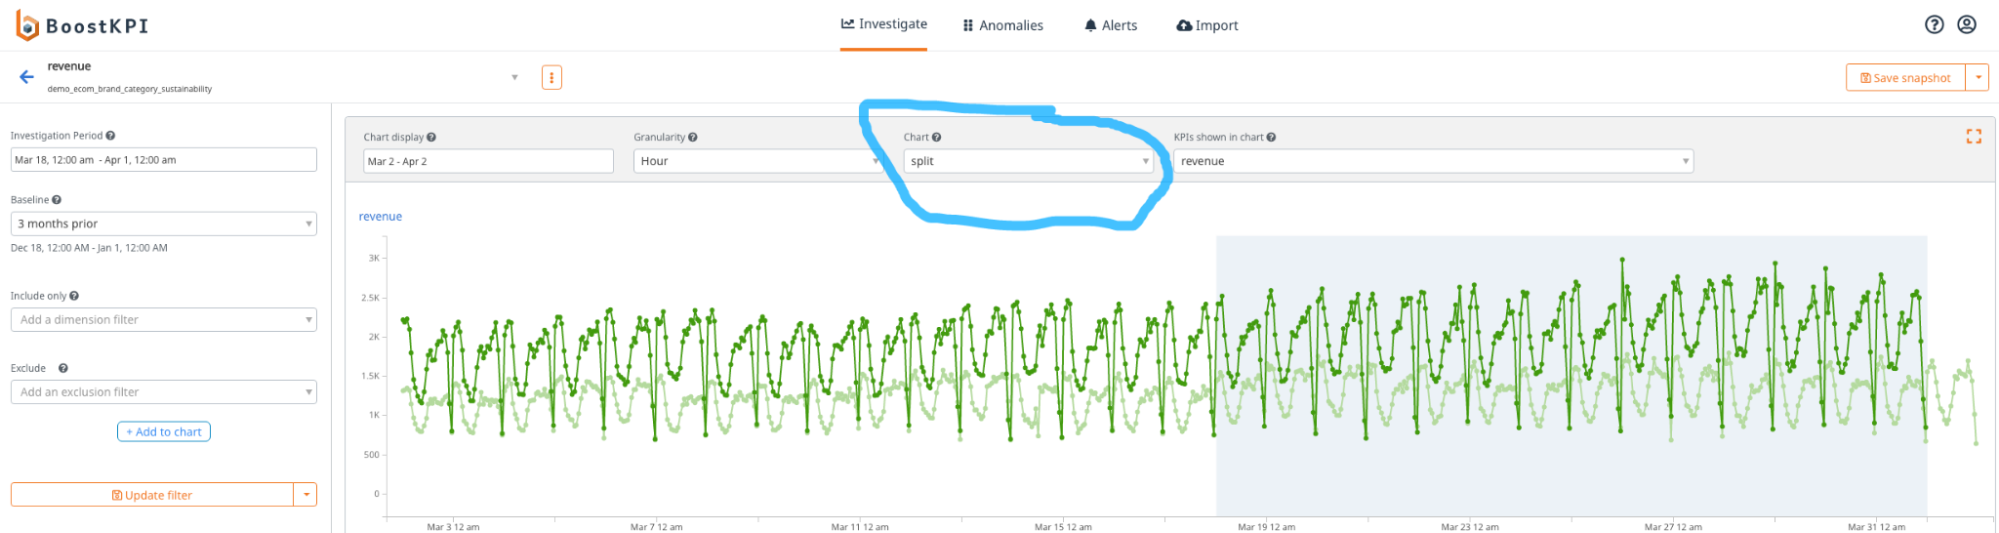 BoostKPI
Investigate
Anomalies
Alerts
Import
revenue
demo_ecom_brand_category_sustainability
Save snapshot
Investigation Period
Mar 18, 12:00 am - Apr 1, 12:00 am
Baseline
3 months prior
Dec 18, 12:00 AM - Jan 1, 12:00 AM
Include only
Add a dimension filter
Exclude
Add an exclusion filter
+ Add to chart
Update filter
Chart display
Granularity
Chart
KPIs shown in chart
Mar 2 - Apr 2
Hour
split
revenue
revenue
3K
2.5K
2K
1.5K
1K
500
0
Mar 3 12 am
Mar 7 12 am
Mar 11 12 am
Mar 15 12 am
Mar 19 12 am
Mar 23 12 am
Mar 27 12 am
Mar 31 12 am